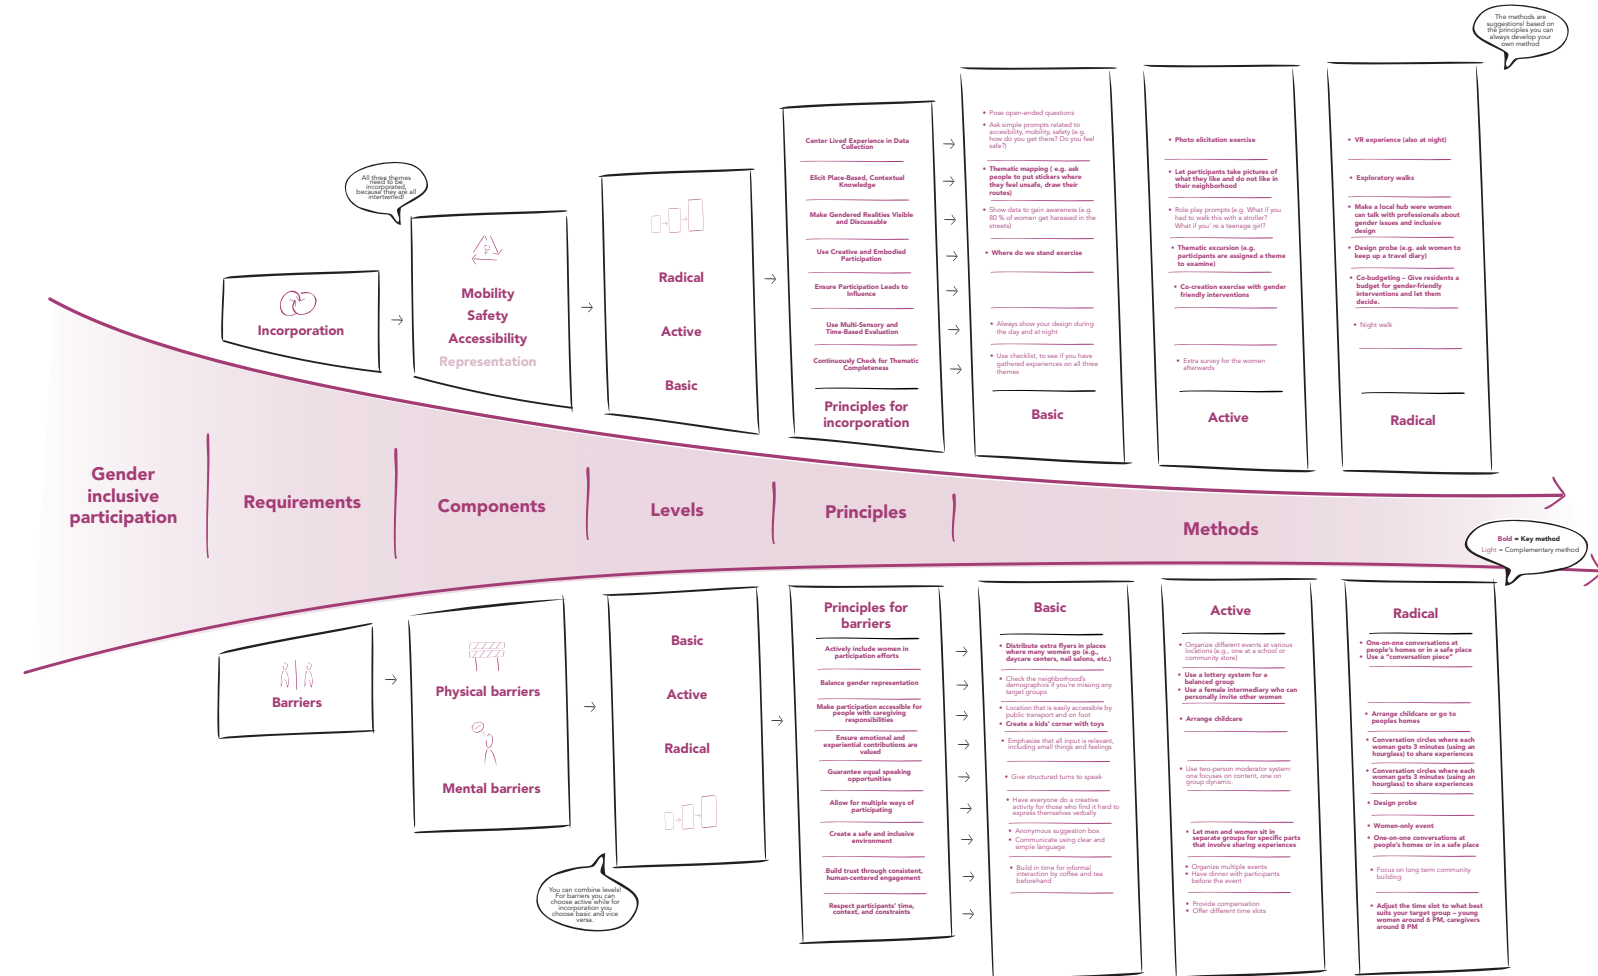 The methods are
suggestions! based on
the principles you can
always develop your
own method
All three themes
need to be
incorporated,
because they are all
intertwined!
Incorporation
Mobility
Safety
Accessibility
Representation
Radical
Active
Basic
Center Lived Experience in Data
Collection
Elicit Place-Based, Contextual
Knowledge
Make Gendered Realities Visible
and Discussable
Use Creative and Embodied
Participation
Ensure Participation Leads to
Influence
Use Multi-Sensory and
Time-Based Evaluation
Continuously Check for Thematic
Completeness
Principles for
incorporation
• Pose open-ended questions
• Ask simple prompts related to
accesibility, mobility, safety (e.g.
how do you get there? Do you feel
safe?)
• Thematic mapping ( e.g. ask
people to put stickers where
they feel unsafe, draw their
routes)
• Show data to gain awareness (e.g.
80 % of women get harassed in the
streets)
• Where do we stand exercise
• Always show your design during
the day and at night
• Use checklist, to see if you have
gathered experiences on all three
themes
Basic
• Photo elicitation exercise
• Let participants take pictures of
what they like and do not like in
their neighborhood
• Role play prompts (e.g. What if you
had to walk this with a stroller?
What if you' re a teenage girl?
• Thematic excursion (e.g.
participants are assigned a theme
to examine)
• Co-creation exercise with gender
friendly interventions
• Extra survey for the women
afterwards
Active
• VR experience (also at night)
• Exploratory walks
• Make a local hub were women
can talk with professionals about
gender issues and inclusive
design
• Design probe (e.g. ask women to
keep up a travel diary)
• Co-budgeting – Give residents a
budget for gender-friendly
interventions and let them
decide.
• Night walk
Radical
Gender
inclusive
participation
Requirements
Components
Levels
Principles
Methods
Bold = Key method
Light = Complementary method
Barriers
Physical barriers
Mental barriers
Basic
Active
Radical
You can combine levels!
For barriers you can
choose active while for
incorporation you
choose basic and vice
versa.
Principles for
barriers
Actively include women in
participation efforts
Balance gender representation
Make participation accessible for
people with caregiving
responsibilities
Ensure emotional and
experiential contributions are
valued
Guarantee equal speaking
opportunities
Allow for multiple ways of
participating
Create a safe and inclusive
environment
Build trust through consistent,
human-centered engagement
Respect participants' time,
context, and constraints
Basic
• Distribute extra flyers in places
where many women go (e.g.,
daycare centers, nail salons, etc.)
• Check the neighborhood's
demographics if you're missing any
target groups
• Location that is easily accessible by
public transport and on foot
• Create a kids' corner with toys
• Emphasize that all input is relevant,
including small things and feelings
• Give structured turns to speak
• Have everyone do a creative
activity for those who find it hard to
express themselves verbally
• Anonymous suggestion box
• Communicate using clear and
simple language
• Build in time for informal
interaction by coffee and tea
beforehand
Active
• Organize different events at various
locations (e.g., one at a school or
community store)
• Use a lottery system for a
balanced group
• Use a female intermediary who can
personally invite other women
• Arrange childcare
• Use two-person moderator system:
one focuses on content, one on
group dynamic.
• Let men and women sit in
separate groups for specific parts
that involve sharing experiences
• Organize multiple events
• Have dinner with participants
before the event
• Provide compensation
• Offer different time slots
Radical
• One-on-one conversations at
people's homes or in a safe place
• Use a "conversation piece"
• Arrange childcare or go to
peoples homes
• Conversation circles where each
woman gets 3 minutes (using an
hourglass) to share experiences
• Conversation circles where each
woman gets 3 minutes (using an
hourglass) to share experiences
• Design probe
• Women-only event
• One-on-one conversations at
people's homes or in a safe place
• Focus on long term community
building
• Adjust the time slot to what best
suits your target group – young
women around 6 PM, caregivers
around 8 PM